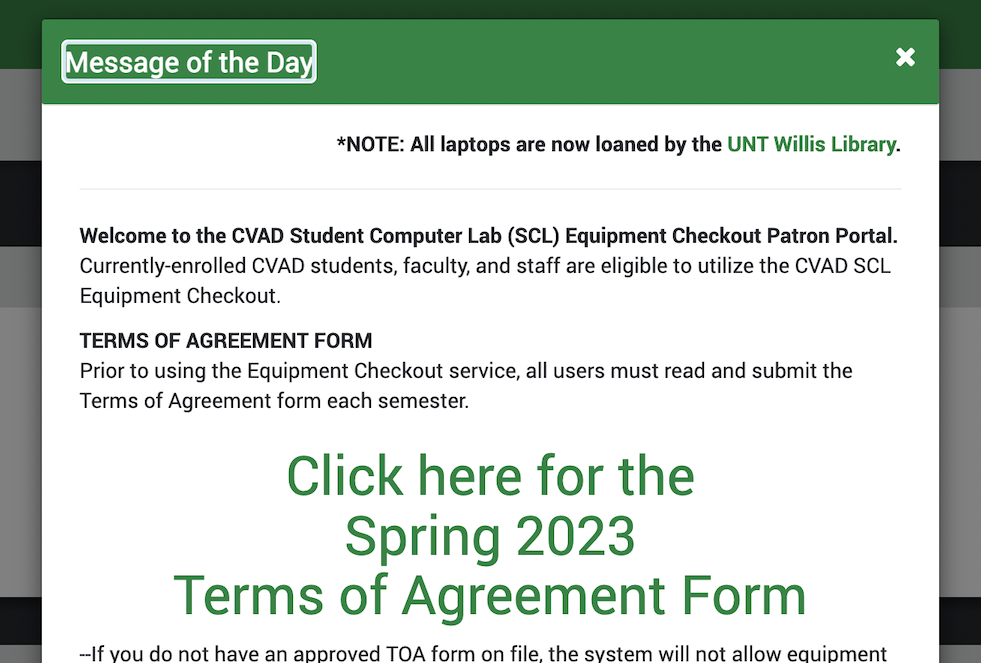 Message of the Day
*NOTE: All laptops are now loaned by the UNT Willis Library.
Welcome to the CVAD Student Computer Lab (SCL) Equipment Checkout Patron Portal.
Currently-enrolled CVAD students, faculty, and staff are eligible to utilize the CVAD SCL
Equipment Checkout.
TERMS OF AGREEMENT FORM
Prior to using the Equipment Checkout service, all users must read and submit the
Terms of Agreement form each semester.
Click here for the
Spring 2023
Terms of Agreement Form
--If you do not have an approved TOA form on file, the system will not allow equipment